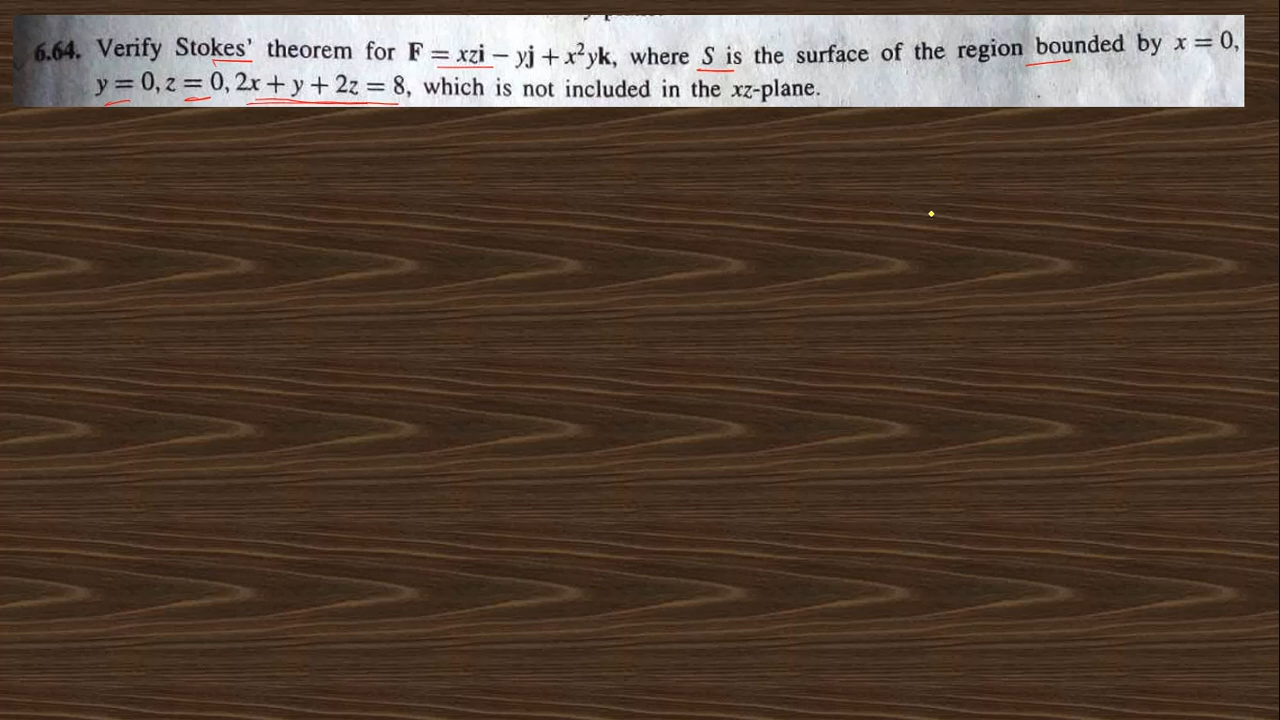 6.64. Verify Stokes' theorem for F = xzi − yj + x²yk, where S is the surface of the region bounded by x = 0,
y = 0, z = 0, 2x + y + 2z = 8, which is not included in the xz-plane.